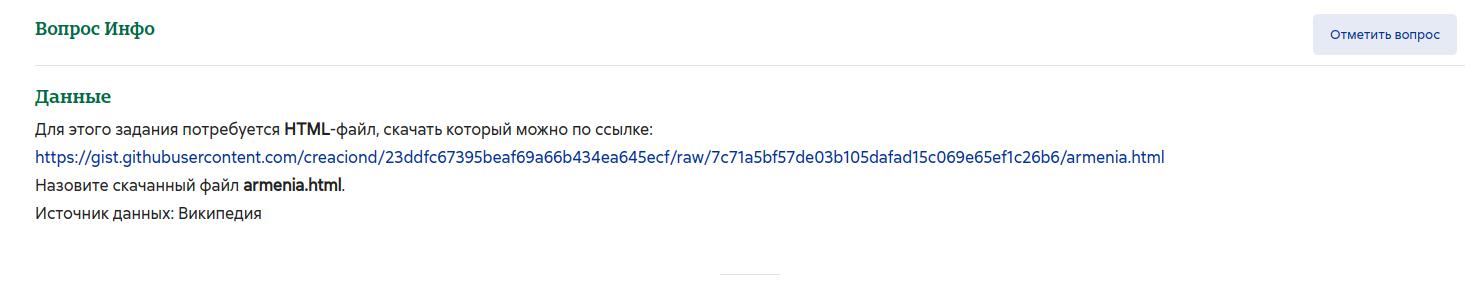 Вопрос Инфо
Отметить вопрос
Данные
Для этого задания потребуется HTML-файл, скачать который можно по ссылке:
https://gist.githubusercontent.com/creaciond/23ddfc67395beaf69a66b434ea645ecf/raw/7c71a5bf57de03b105dafad15c069e65ef1c26b6/armenia.html
Назовите скачанный файл armenia.html.
Источник данных: Википедия